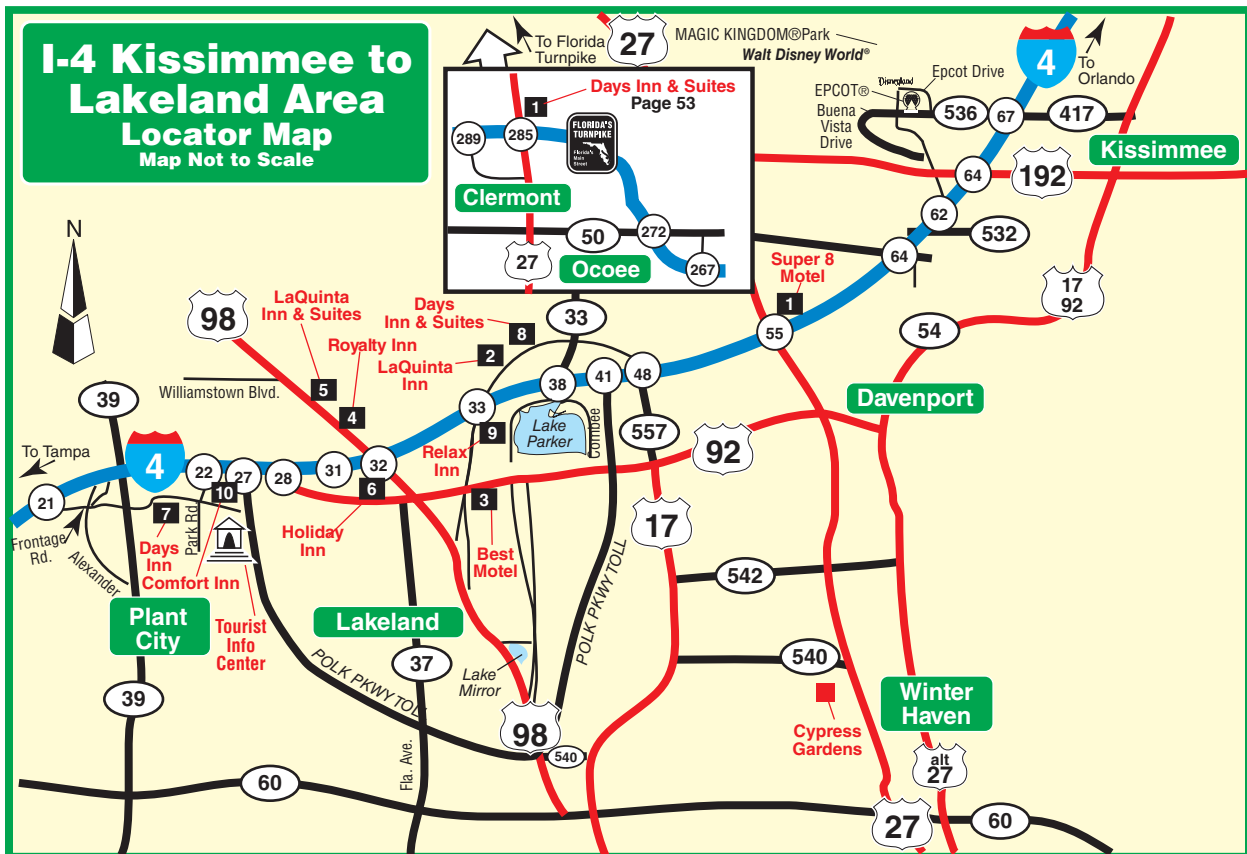 I-4 Kissimmee to
Lakeland Area
Locator Map
Map Not to Scale
To Florida
Turnpike
27
MAGIC KINGDOM®Park
Walt Disney World®
4
To
Orlando
Disneyland
Epcot Drive
EPCOT®
Buena
Vista
Drive
536
67
417
Kissimmee
1
Days Inn & Suites
Page 53
289
285
FLORIDA'S
TURNPIKE
Florida's
Main
Street
Clermont
50
272
27
Ocoee
267
64
192
62
532
64
Super 8
Motel
1
17
92
N
98
LaQuinta
Inn & Suites
Days
Inn & Suites
8
33
55
54
Royalty Inn
LaQuinta
Inn
2
Williamstown Blvd.
5
4
39
33
38
41
48
Davenport
Lake
Parker
Combee
9
Relax
Inn
557
92
To Tampa
4
21
22
27
28
31
32
10
6
3
7
Park Rd.
Frontage
Rd.
Alexander
Days
Inn
Comfort Inn
Holiday
Inn
Best
Motel
17
542
POLK PKWY TOLL
Plant
City
Tourist
Info
Center
Lakeland
POLK PKWY TOLL
37
Lake
Mirror
540
39
98
540
Cypress
Gardens
Winter
Haven
Fla. Ave.
alt
27
60
27
60